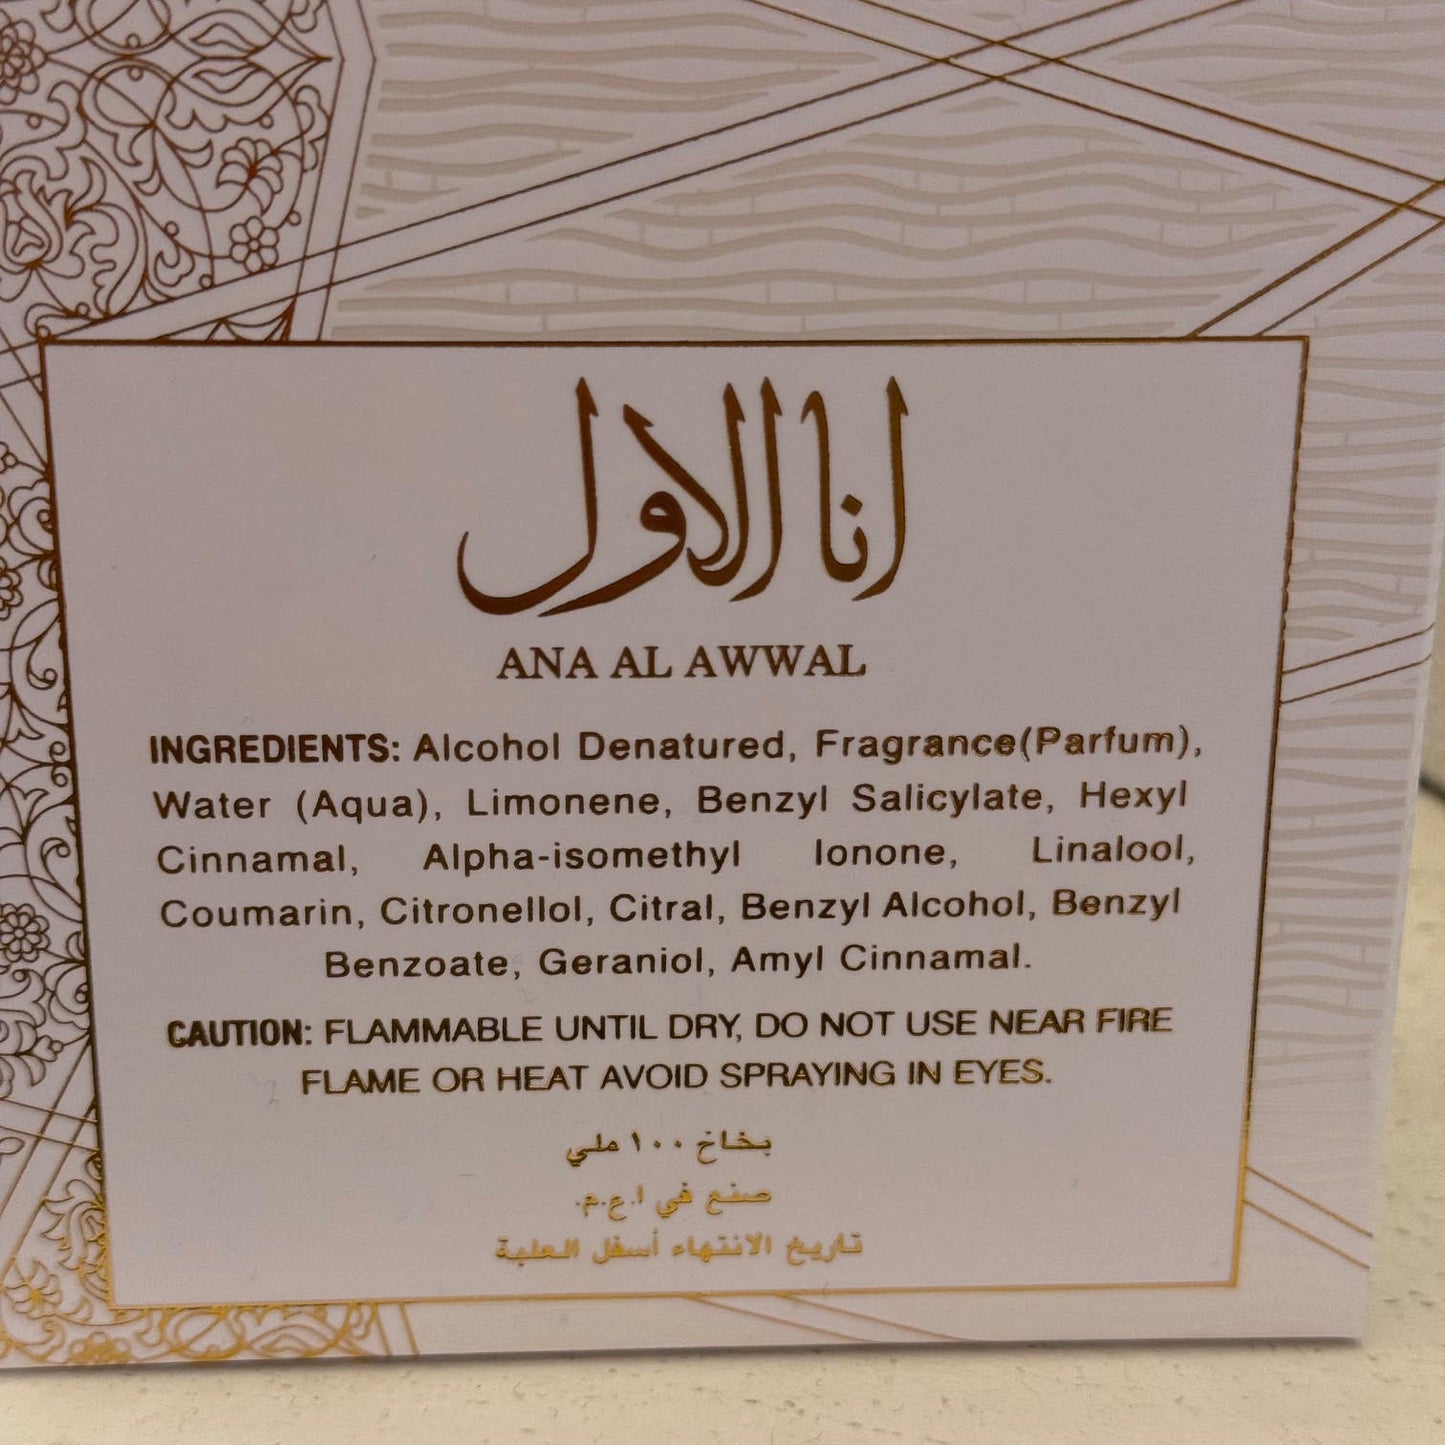 انا الاول
ANA AL AWWAL
INGREDIENTS: Alcohol Denatured, Fragrance(Parfum),
Water (Aqua), Limonene, Benzyl Salicylate, Hexyl
Cinnamal, Alpha-isomethyl Ionone, Linalool,
Coumarin, Citronellol, Citral, Benzyl Alcohol, Benzyl
Benzoate, Geraniol, Amyl Cinnamal.
CAUTION: FLAMMABLE UNTIL DRY, DO NOT USE NEAR FIRE
FLAME OR HEAT AVOID SPRAYING IN EYES.
بخاخ ١٠٠ ملي
صنع في ا.ع.م.
تاريخ الانتهاء أسفل العلبة